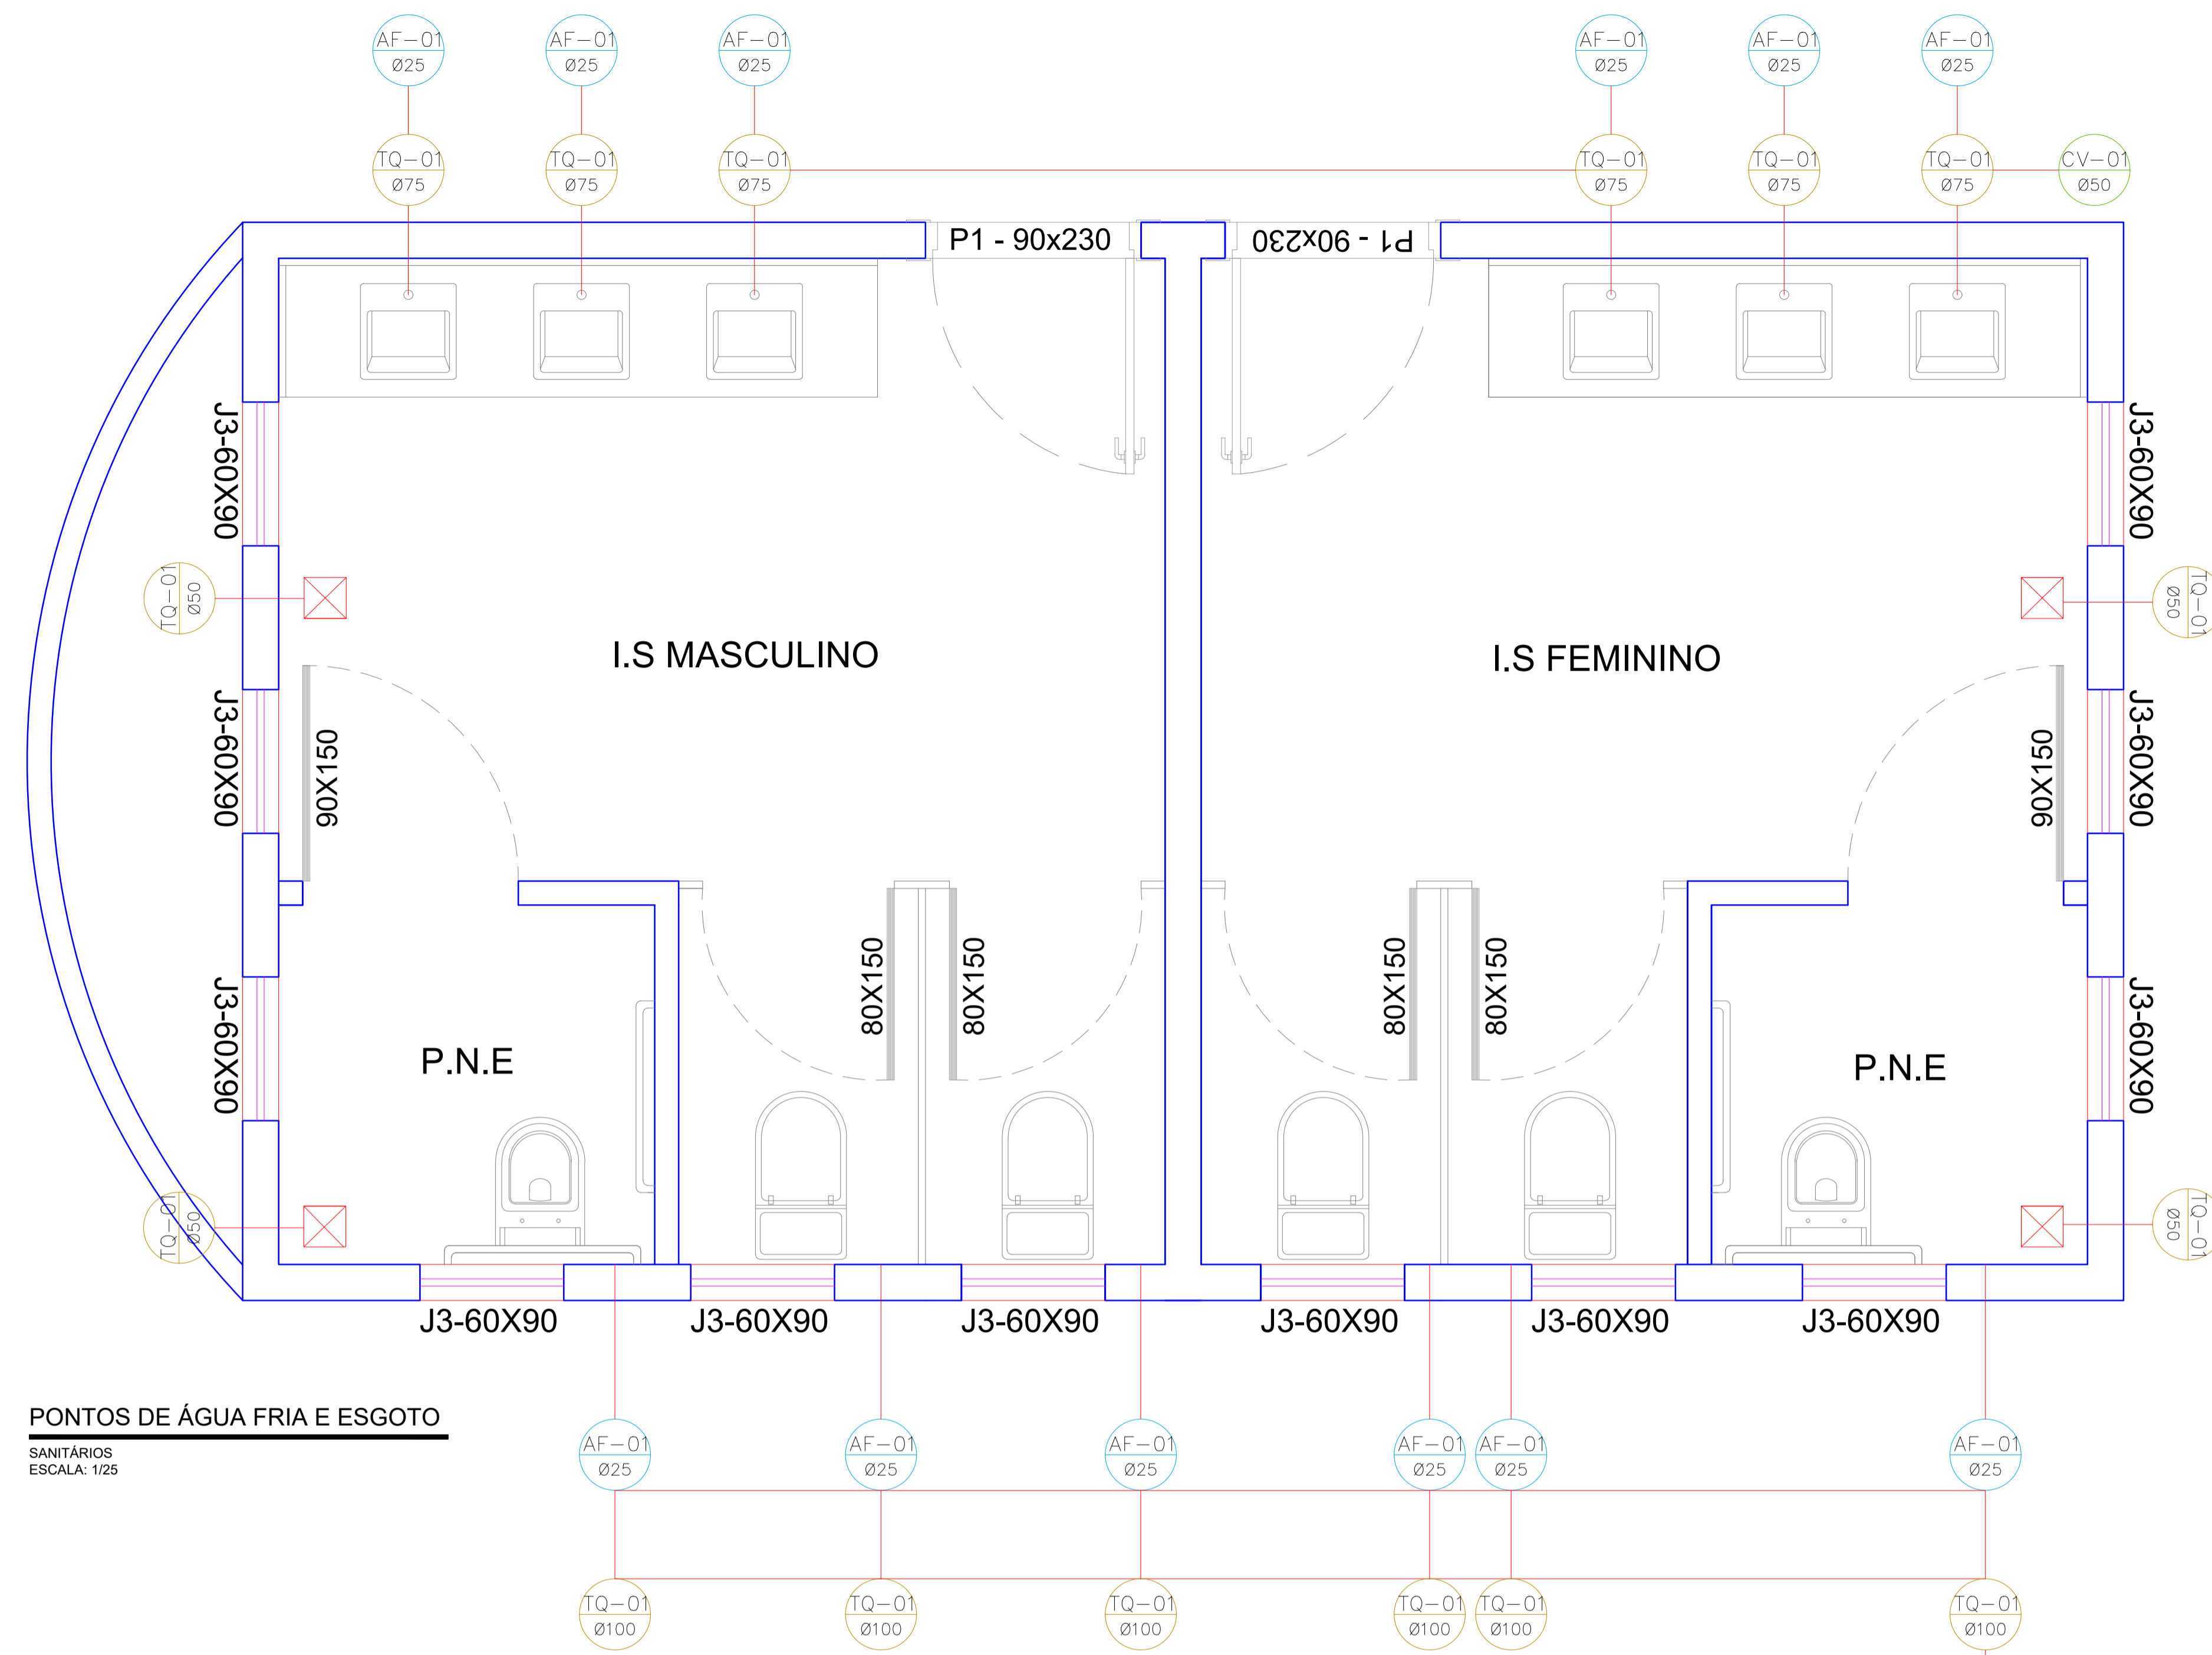 AF-01
Ø25
AF-01
Ø25
AF-01
Ø25
AF-01
Ø25
AF-01
Ø25
AF-01
Ø25
TQ-01
Ø75
TQ-01
Ø75
TQ-01
Ø75
TQ-01
Ø75
TQ-01
Ø75
TQ-01
Ø75
CV-01
Ø50
P1 - 90x230
P1 - 90x230
J3-60X90
J3-60X90
TQ-01
Ø50
TQ-01
Ø50
I.S MASCULINO
I.S FEMININO
J3-60X90
90X150
90X150
J3-60X90
80X150
80X150
80X150
80X150
J3-60X90
P.N.E
P.N.E
J3-60X90
TQ-01
Ø50
TQ-01
Ø50
J3-60X90
J3-60X90
J3-60X90
J3-60X90
J3-60X90
J3-60X90
PONTOS DE ÁGUA FRIA E ESGOTO
SANITÁRIOS
ESCALA: 1/25
AF-01
Ø25
AF-01
Ø25
AF-01
Ø25
AF-01
Ø25
AF-01
Ø25
AF-01
Ø25
TQ-01
Ø100
TQ-01
Ø100
TQ-01
Ø100
TQ-01
Ø100
TQ-01
Ø100
TQ-01
Ø100